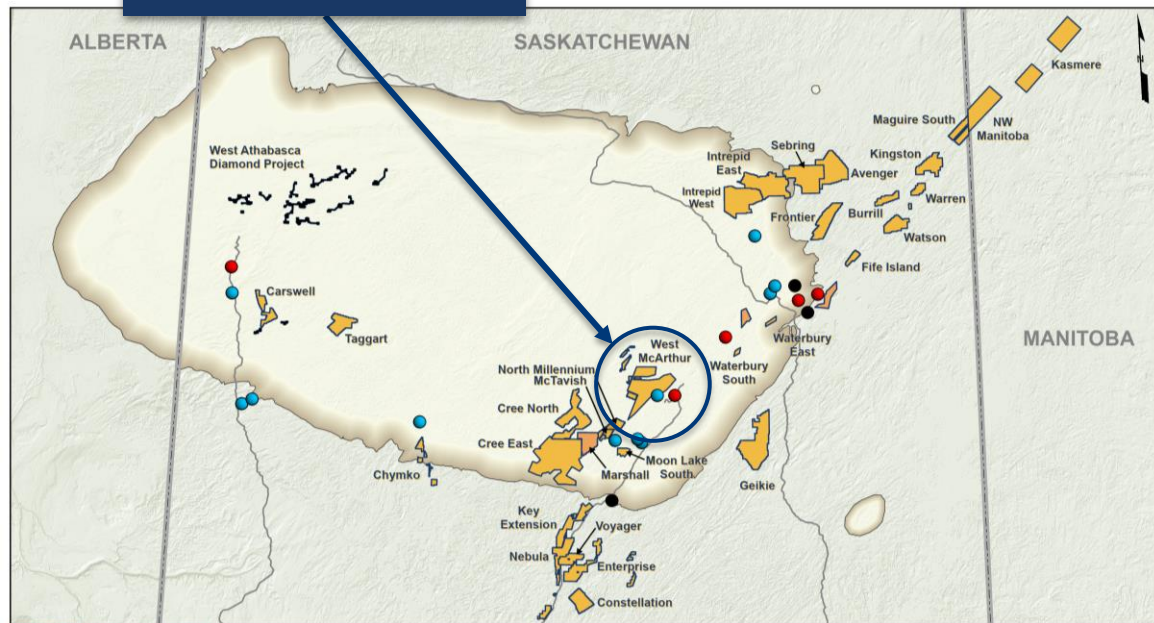 ALBERTA
SASKATCHEWAN
N
Kasmere
Maguire South
NW
Manitoba
Sebring
Intrepid
East
Kingston
West Athabasca
Diamond Project
Avenger
Intrepid
West
Warren
Frontier
Burrill
Watson
Fife Island
Carswell
Taggart
MANITOBA
West
McArthur
Waterbury
East
Waterbury
South
North Millennium
McTavish
Cree North
Cree East
Moon Lake
South
Marshall
Chymko
Geikie
Key
Extension
Voyager
Nebula
Enterprise
Constellation